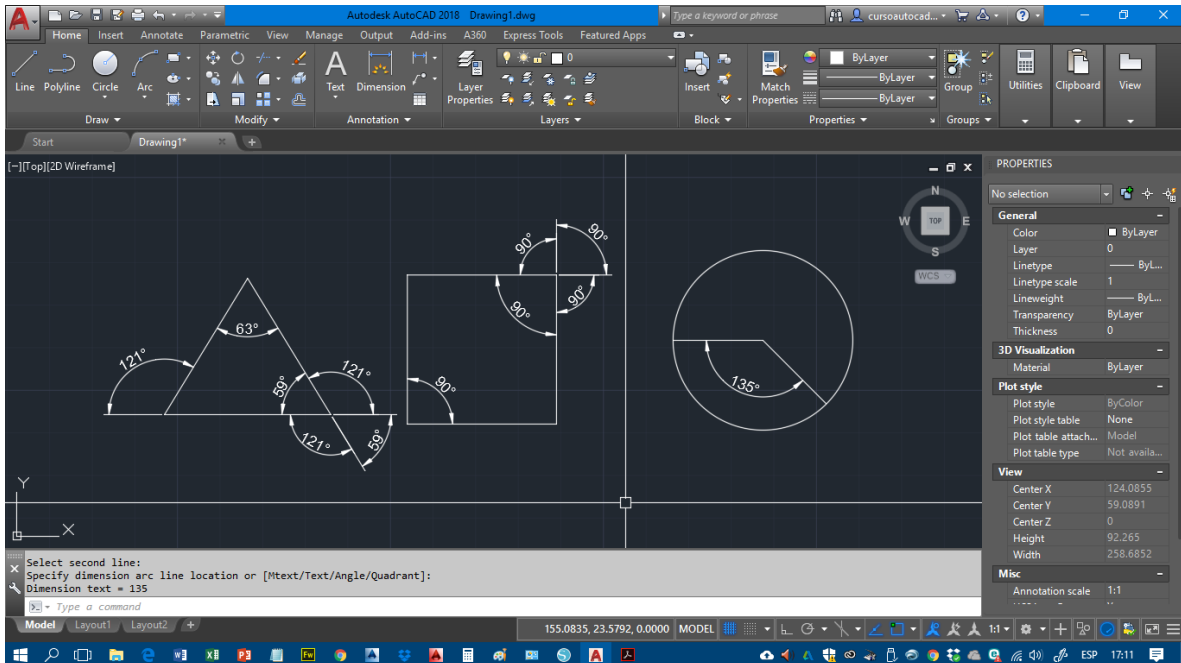 Autodesk AutoCAD 2018 Drawing1.dwg
Type a keyword or phrase
cursoautocad...
Home Insert Annotate Parametric View Manage Output Add-ins A360 Express Tools Featured Apps
Line Polyline Circle Arc
Draw
Modify
Text Dimension
Annotation
Layer
Properties
0
Layers
Insert
Block
Match
Properties
ByLayer
ByLayer
ByLayer
Properties
Group
Groups
Utilities
Clipboard
View
Start Drawing1*
[−][Top][2D Wireframe]
N
W TOP E
S
WCS
90°
90°
90°
90°
90°
63°
121°
59°
121°
121°
59°
135°
Y
X
PROPERTIES
No selection
General
Color ByLayer
Layer 0
Linetype ByL...
Linetype scale 1
Lineweight ByL...
Transparency ByLayer
Thickness 0
3D Visualization
Material ByLayer
Plot style
Plot style ByColor
Plot style table None
Plot table attach... Model
Plot table type Not availa...
View
Center X 124.0855
Center Y 59.0891
Center Z 0
Height 92.265
Width 258.6852
Misc
Annotation scale 1:1
Select second line:
Specify dimension arc line location or [Mtext/Text/Angle/Quadrant]:
Dimension text = 135
Type a command
Model Layout1 Layout2 +
155.0835, 23.5792, 0.0000 MODEL 1:1
ESP 17:11